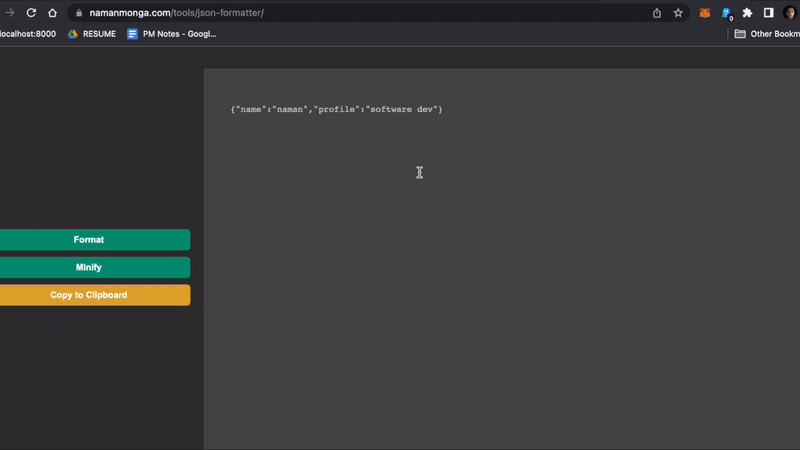 namanmonga.com/tools/json-formatter/
localhost:8000
RESUME
PM Notes - Googl...
Other Bookm
{"name":"naman","profile":"software dev"}
Format
Minify
Copy to Clipboard
0